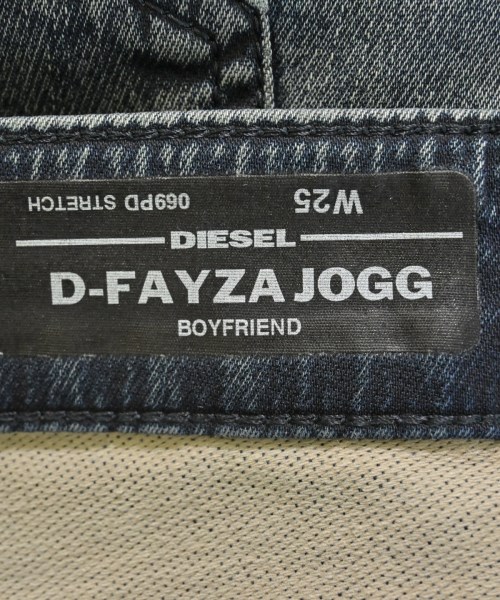 069PD STRETCH W25
DIESEL
D-FAYZA JOGG
BOYFRIEND